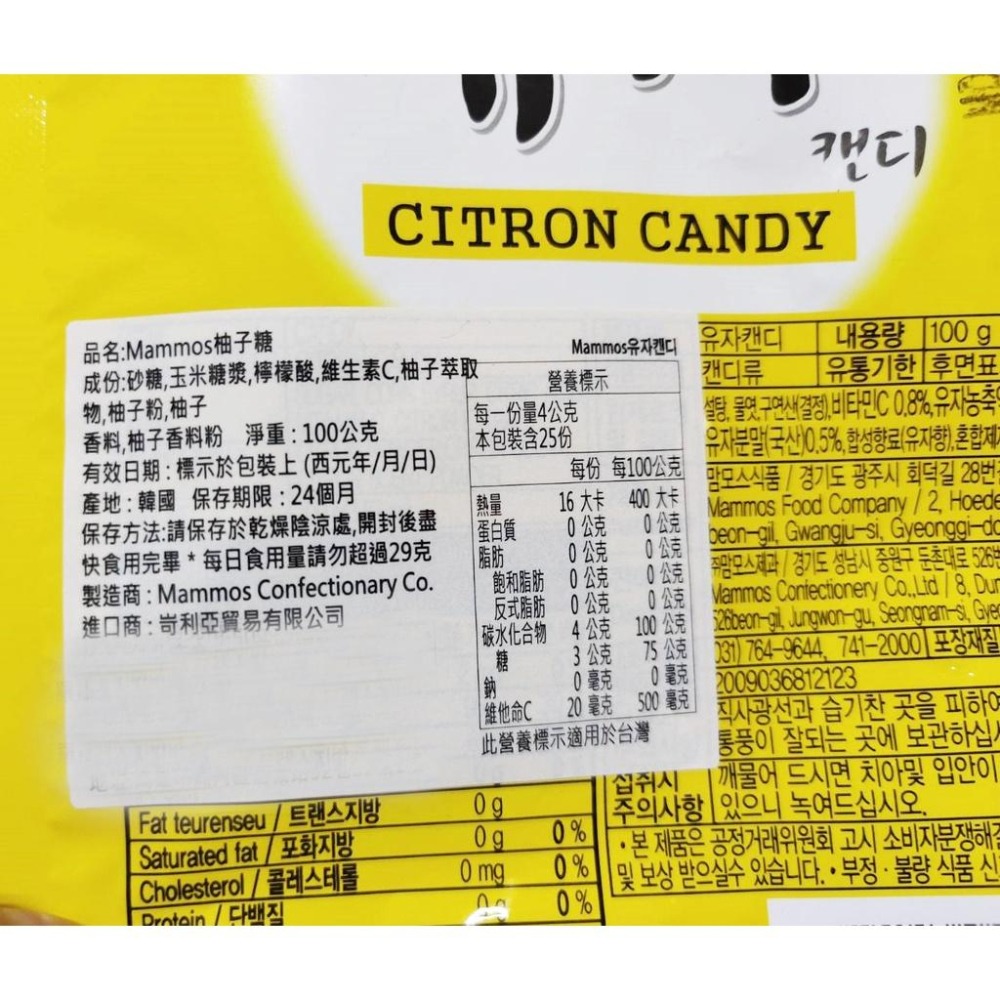 캔디
CITRON CANDY
品名:Mammos柚子糖
成份:砂糖,玉米糖漿,檸檬酸,維生素C,柚子萃取
物,柚子粉,柚子
香料,柚子香料粉 淨重:100公克
有效日期:標示於包裝上(西元年/月/日)
產地:韓國 保存期限:24個月
保存方法:請保存於乾燥陰涼處,開封後盡
快食用完畢*每日食用量請勿超過29克
製造商:Mammos Confectionary Co.
進口商:岢利亞貿易有限公司
Mammos유자캔디
營養標示
每一份量4公克
本包裝含25份
每份 每100公克
熱量 16 大卡 400 大卡
蛋白質 0 公克 0 公克
脂肪 0 公克 0 公克
飽和脂肪 0 公克 0 公克
反式脂肪 0 公克 0 公克
碳水化合物 4 公克 100 公克
糖 3 公克 75 公克
鈉 0 毫克 0 毫克
維他命C 20 毫克 500 毫克
此營養標示適用於台灣
유자캔디 내용량 100 g
캔디류 유통기한 후면표
설탕, 물엿,구연산(결정),비타민C 0.8%,유자농축
유자분말(국산)0.5%,합성향료(유자향),혼합제
맘모스식품 / 경기도 광주시 회덕길 28번
Mammos Food Company / 2, Hoede
beon-gil, Gwangju-si, Gyeonggi-do
맘모스제과 / 경기도 성남시 중원구 둔촌대로 526번
Mammos Confectionery Co.,Ltd / 8, Dun
526beon-gil, Jungwon-gu, Seongnam-si, Gye
031) 764-9644, 741-2000 포장재질
2009036812123
직사광선과 습기찬 곳을 피하여
통풍이 잘되는 곳에 보관하십시
섭취시 깨물어 드시면 치아및 입안이
주의사항 있으니 녹여드십시오.
• 본 제품은 공정거래위원회 고시 소비자분쟁해결
및 보상 받으실수 있습니다. • 부정 · 불량 식품 신
Fat teurenseu / 트랜스지방 0 g
Saturated fat / 포화지방 0 g 0 %
Cholesterol / 콜레스테롤 0 mg 0 %
Protein / 단백질 0 g 0 %